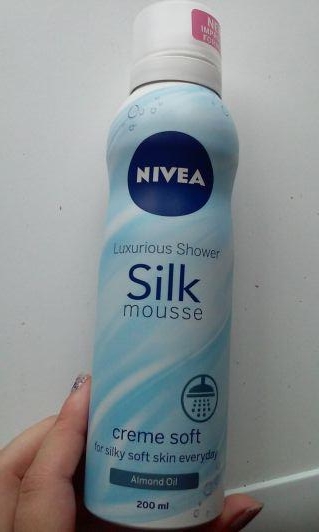 NIVEA
Luxurious Shower
Silk
mousse
creme soft
for silky soft skin everyday
Almond Oil
200 ml